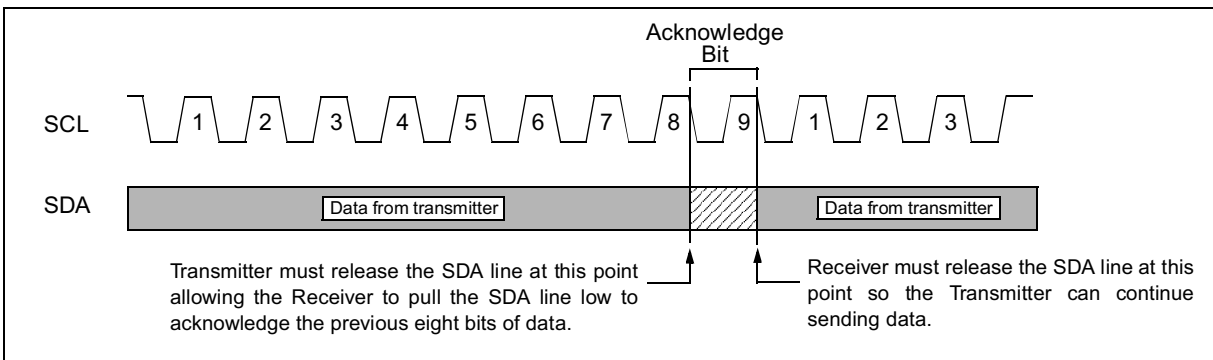 Acknowledge
Bit
SCL
1 2 3 4 5 6 7 8 9 1 2 3
SDA
Data from transmitter
Data from transmitter
Transmitter must release the SDA line at this point
allowing the Receiver to pull the SDA line low to
acknowledge the previous eight bits of data.
Receiver must release the SDA line at this
point so the Transmitter can continue
sending data.